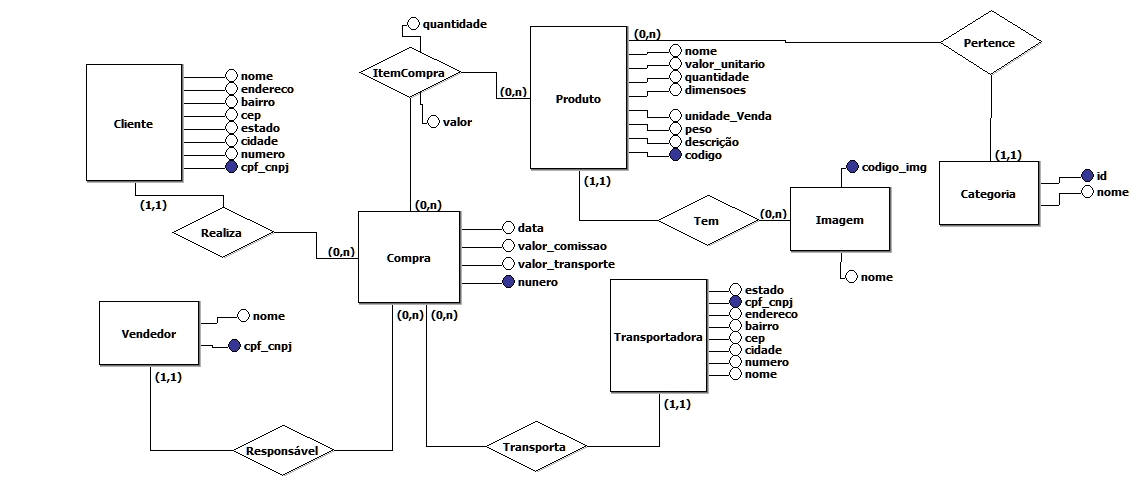 quantidade
ItemCompra
(0,n)
valor
(0,n)
Produto
(0,n)
nome
valor_unitario
quantidade
dimensoes
unidade_Venda
peso
descrição
codigo
(1,1)
Pertence
(1,1)
Categoria
id
nome
Cliente
nome
endereco
bairro
cep
estado
cidade
numero
cpf_cnpj
(1,1)
Realiza
(0,n)
Compra
data
valor_comissao
valor_transporte
nunero
(0,n)
(0,n)
Tem
(0,n)
Imagem
codigo_img
nome
Vendedor
nome
cpf_cnpj
(1,1)
Responsável
Transportadora
estado
cpf_cnpj
endereco
bairro
cep
cidade
numero
nome
(1,1)
Transporta